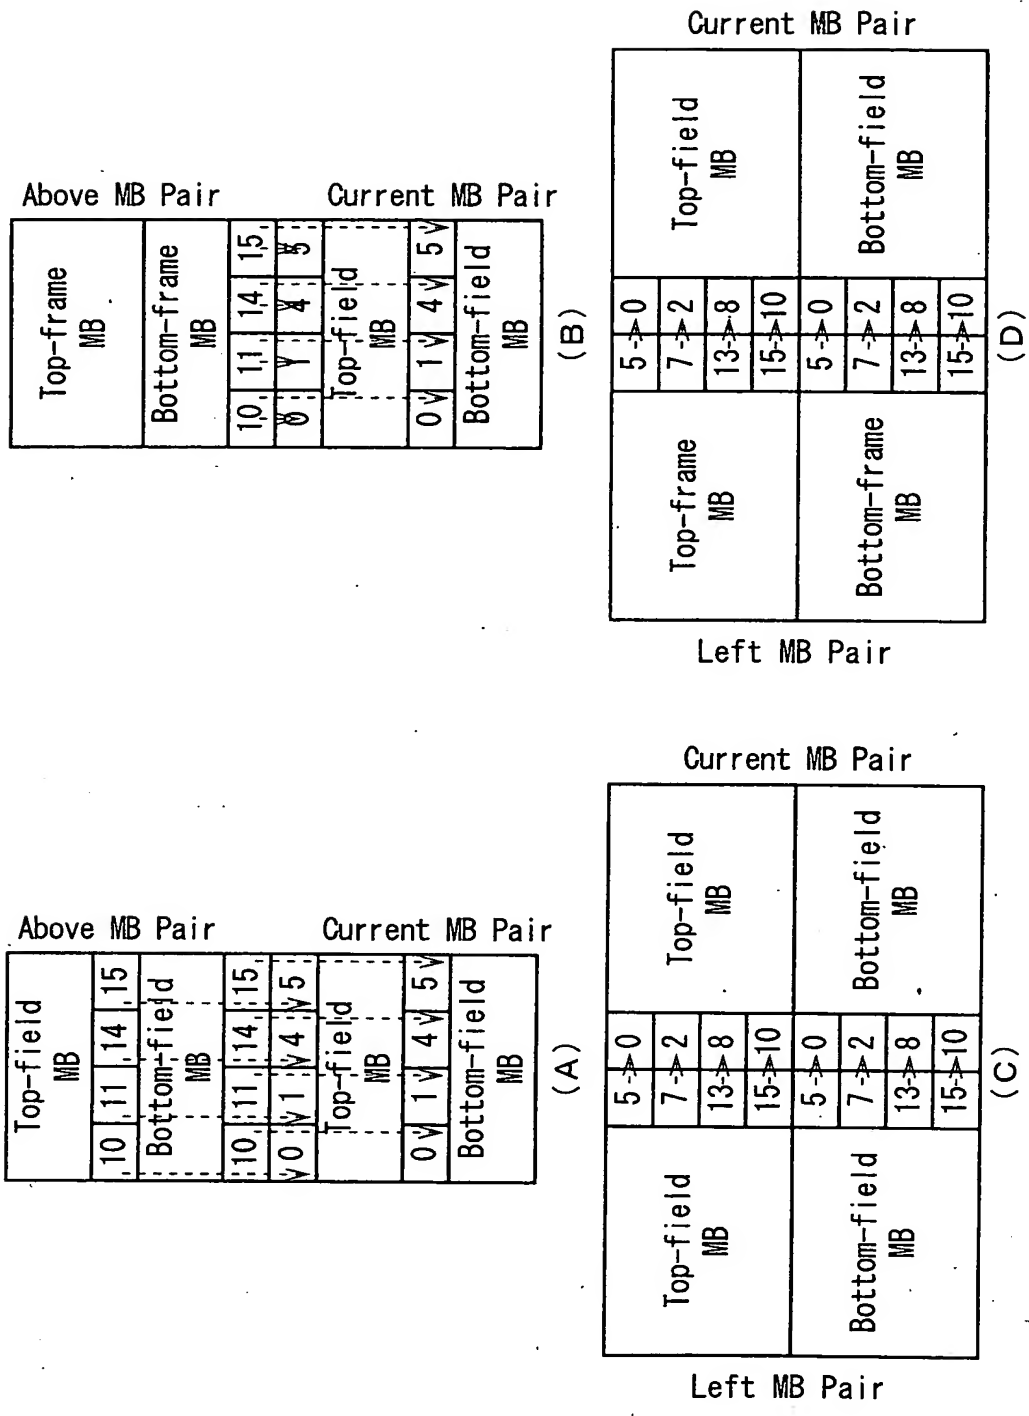 Above MB Pair
Top-field
MB
10 11 14 15
Bottom-field
MB
10 11 14 15
0 1 4 5
Top-field
MB
0 1 4 5
Bottom-field
MB
Current MB Pair
(A)
Above MB Pair
Top-frame
MB
Bottom-frame
MB
10 11 14 15
0 1 4 5
Top-field
MB
0 1 4 5
Bottom-field
MB
Current MB Pair
(B)
Left MB Pair
Current MB Pair
Top-field
MB
5 0
7 2
13 8
15 10
Top-field
MB
Bottom-field
MB
5 0
7 2
13 8
15 10
Bottom-field
MB
(C)
Left MB Pair
Current MB Pair
Top-frame
MB
5 0
7 2
13 8
15 10
Top-field
MB
Bottom-frame
MB
5 0
7 2
13 8
15 10
Bottom-field
MB
(D)